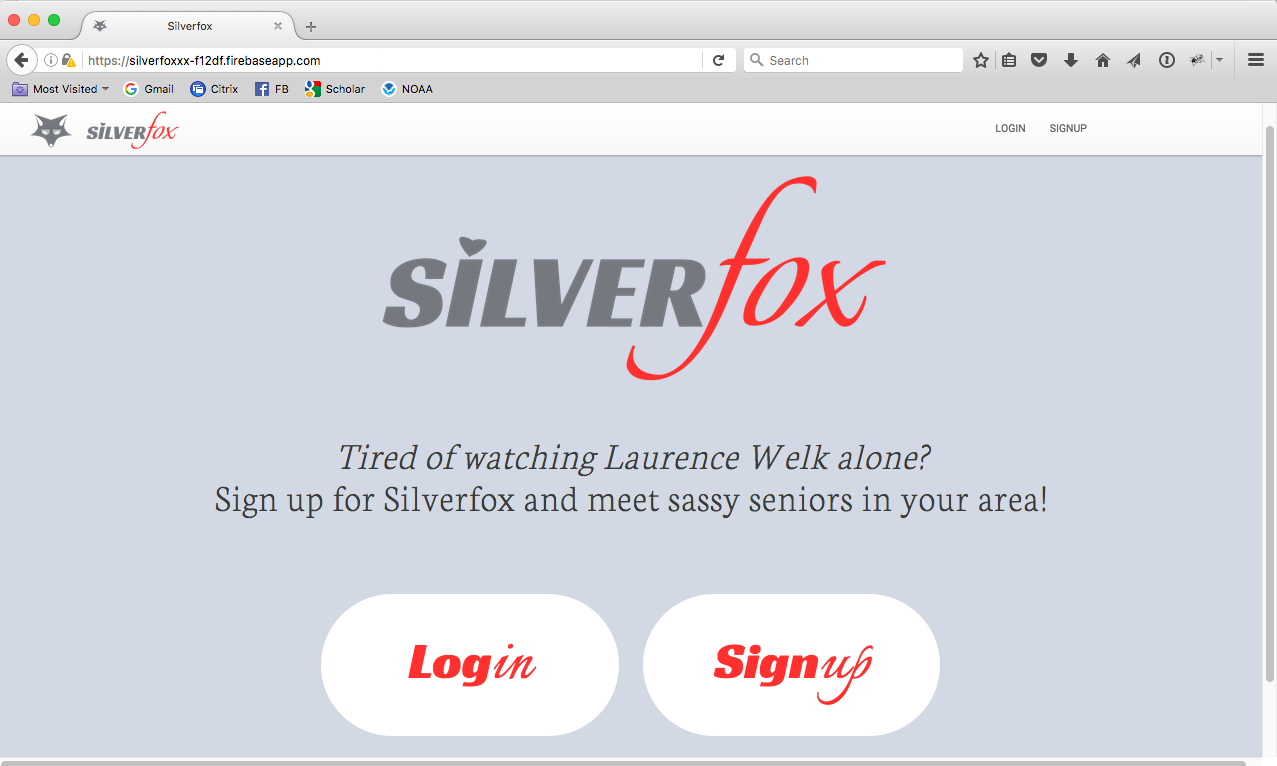 Silverfox
https://silverfoxxx-f12df.firebaseapp.com
Search
Most Visited Gmail Citrix FB Scholar NOAA
SiLVERfox LOGIN SIGNUP
SiLVERfox
Tired of watching Laurence Welk alone?
Sign up for Silverfox and meet sassy seniors in your area!
Login Signup